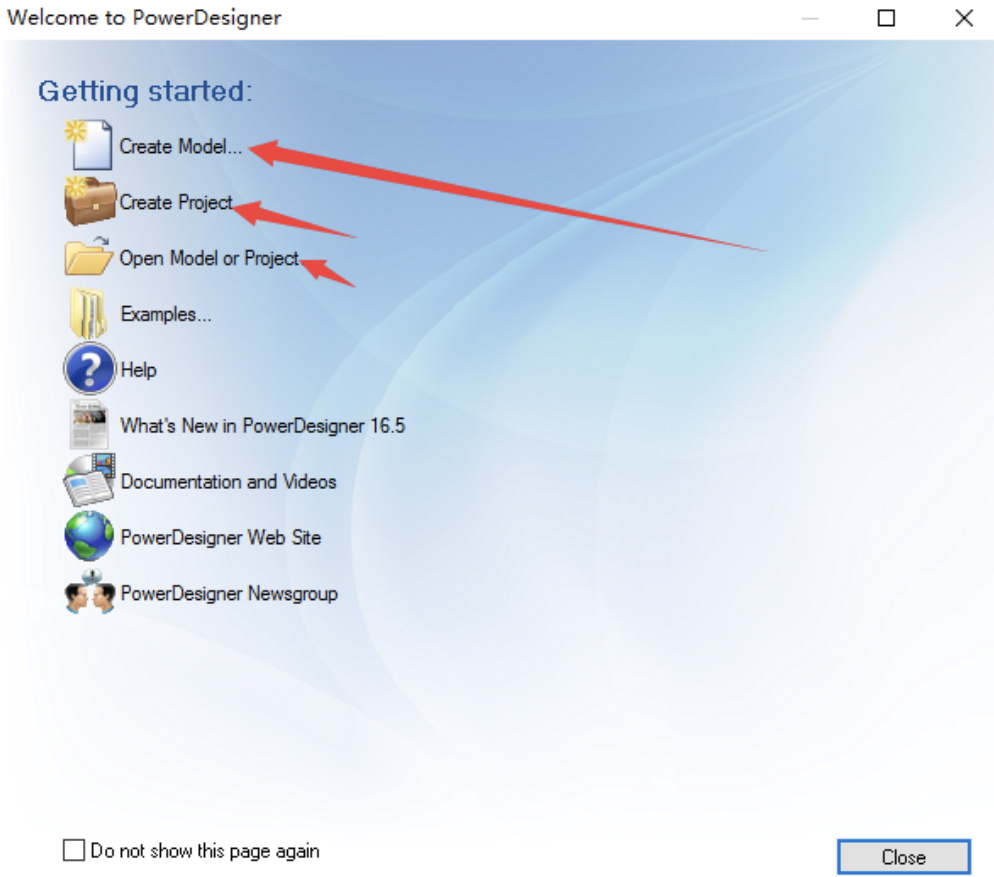 Welcome to PowerDesigner
Getting started:
Create Model...
Create Project
Open Model or Project
Examples...
Help
What's New in PowerDesigner 16.5
Documentation and Videos
PowerDesigner Web Site
PowerDesigner Newsgroup
Do not show this page again
Close